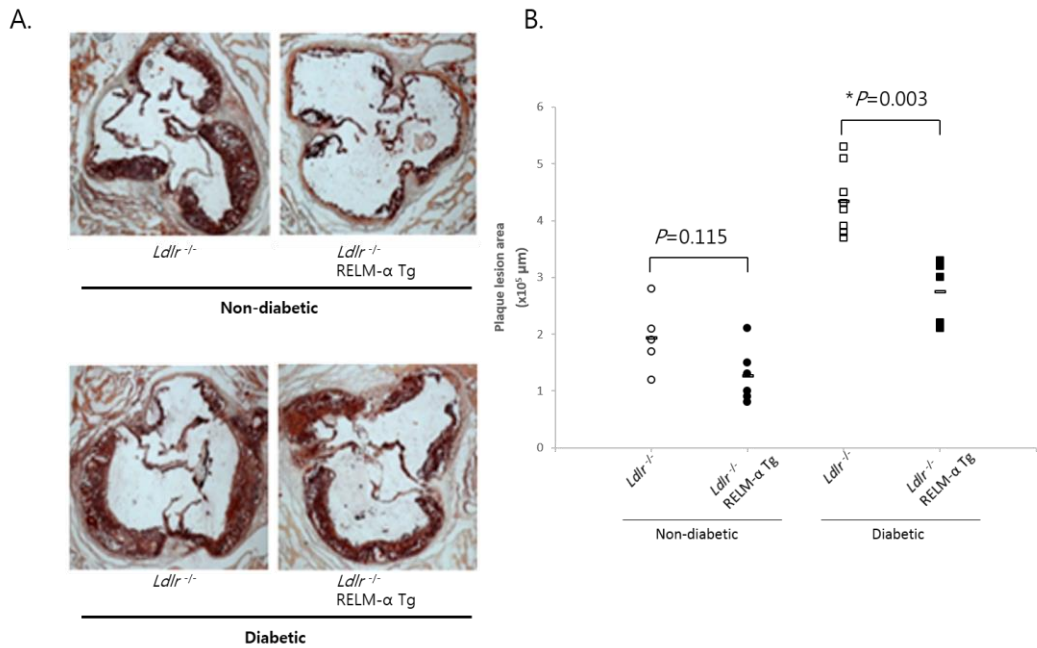 A.
Ldlr -/-
Ldlr -/-
RELM-α Tg
Non-diabetic
Ldlr -/-
Ldlr -/-
RELM-α Tg
Diabetic
B.
Plaque lesion area
(x10⁵ μm)
6
5
4
3
2
1
0
P=0.115
*P=0.003
Ldlr -/-
Ldlr -/-
RELM-α Tg
Ldlr -/-
Ldlr -/-
RELM-α Tg
Non-diabetic
Diabetic